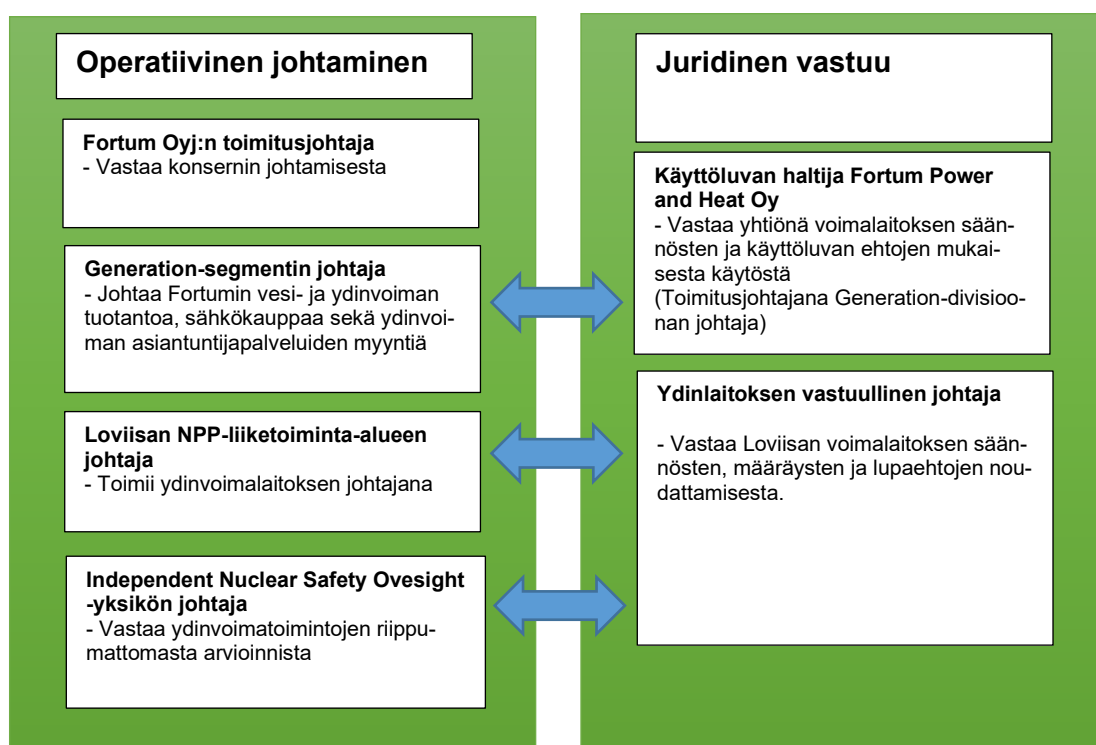 Operatiivinen johtaminen
Fortum Oyj:n toimitusjohtaja
- Vastaa konsernin johtamisesta
Generation-segmentin johtaja
- Johtaa Fortumin vesi- ja ydinvoiman
tuotantoa, sähkökauppaa sekä ydinvoi-
man asiantuntijapalveluiden myyntiä
Loviisan NPP-liiketoiminta-alueen
johtaja
- Toimii ydinvoimalaitoksen johtajana
Independent Nuclear Safety Ovesight
-yksikön johtaja
- Vastaa ydinvoimatoimintojen riippu-
mattomasta arvioinnista
Juridinen vastuu
Käyttöluvan haltija Fortum Power
and Heat Oy
- Vastaa yhtiönä voimalaitoksen sään-
nösten ja käyttöluvan ehtojen mukai-
sesta käytöstä
(Toimitusjohtajana Generation-divisioo-
nan johtaja)
Ydinlaitoksen vastuullinen johtaja
- Vastaa Loviisan voimalaitoksen sään-
nösten, määräysten ja lupaehtojen nou-
dattamisesta.